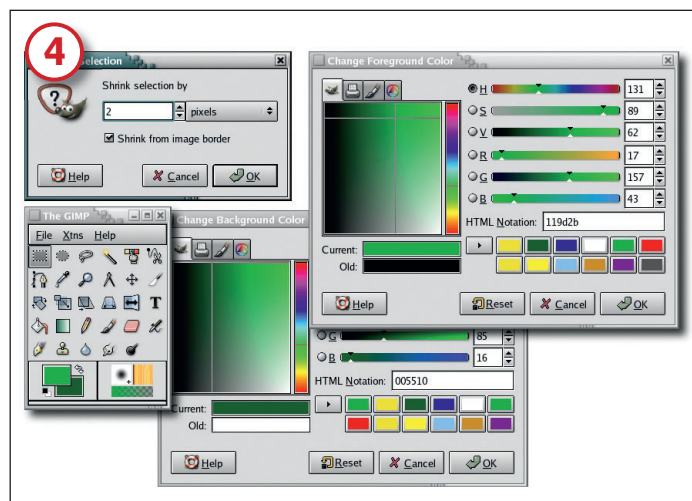 4
Selection
Shrink selection by
2 pixels
Shrink from image border
Help Cancel OK
Change Foreground Color
H 131
S 89
V 62
R 17
G 157
B 43
HTML Notation: 119d2b
Current:
Old:
Help Reset Cancel OK
The GIMP
File Xtns Help
T
Change Background Color
G 85
B 16
HTML Notation: 005510
Current:
Old:
Help Reset Cancel OK